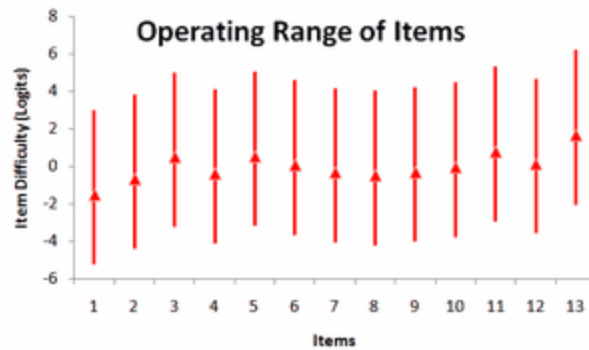 Operating Range of Items
Item Difficulty (Logits)
8
6
4
2
0
-2
-4
-6
1 2 3 4 5 6 7 8 9 10 11 12 13
Items